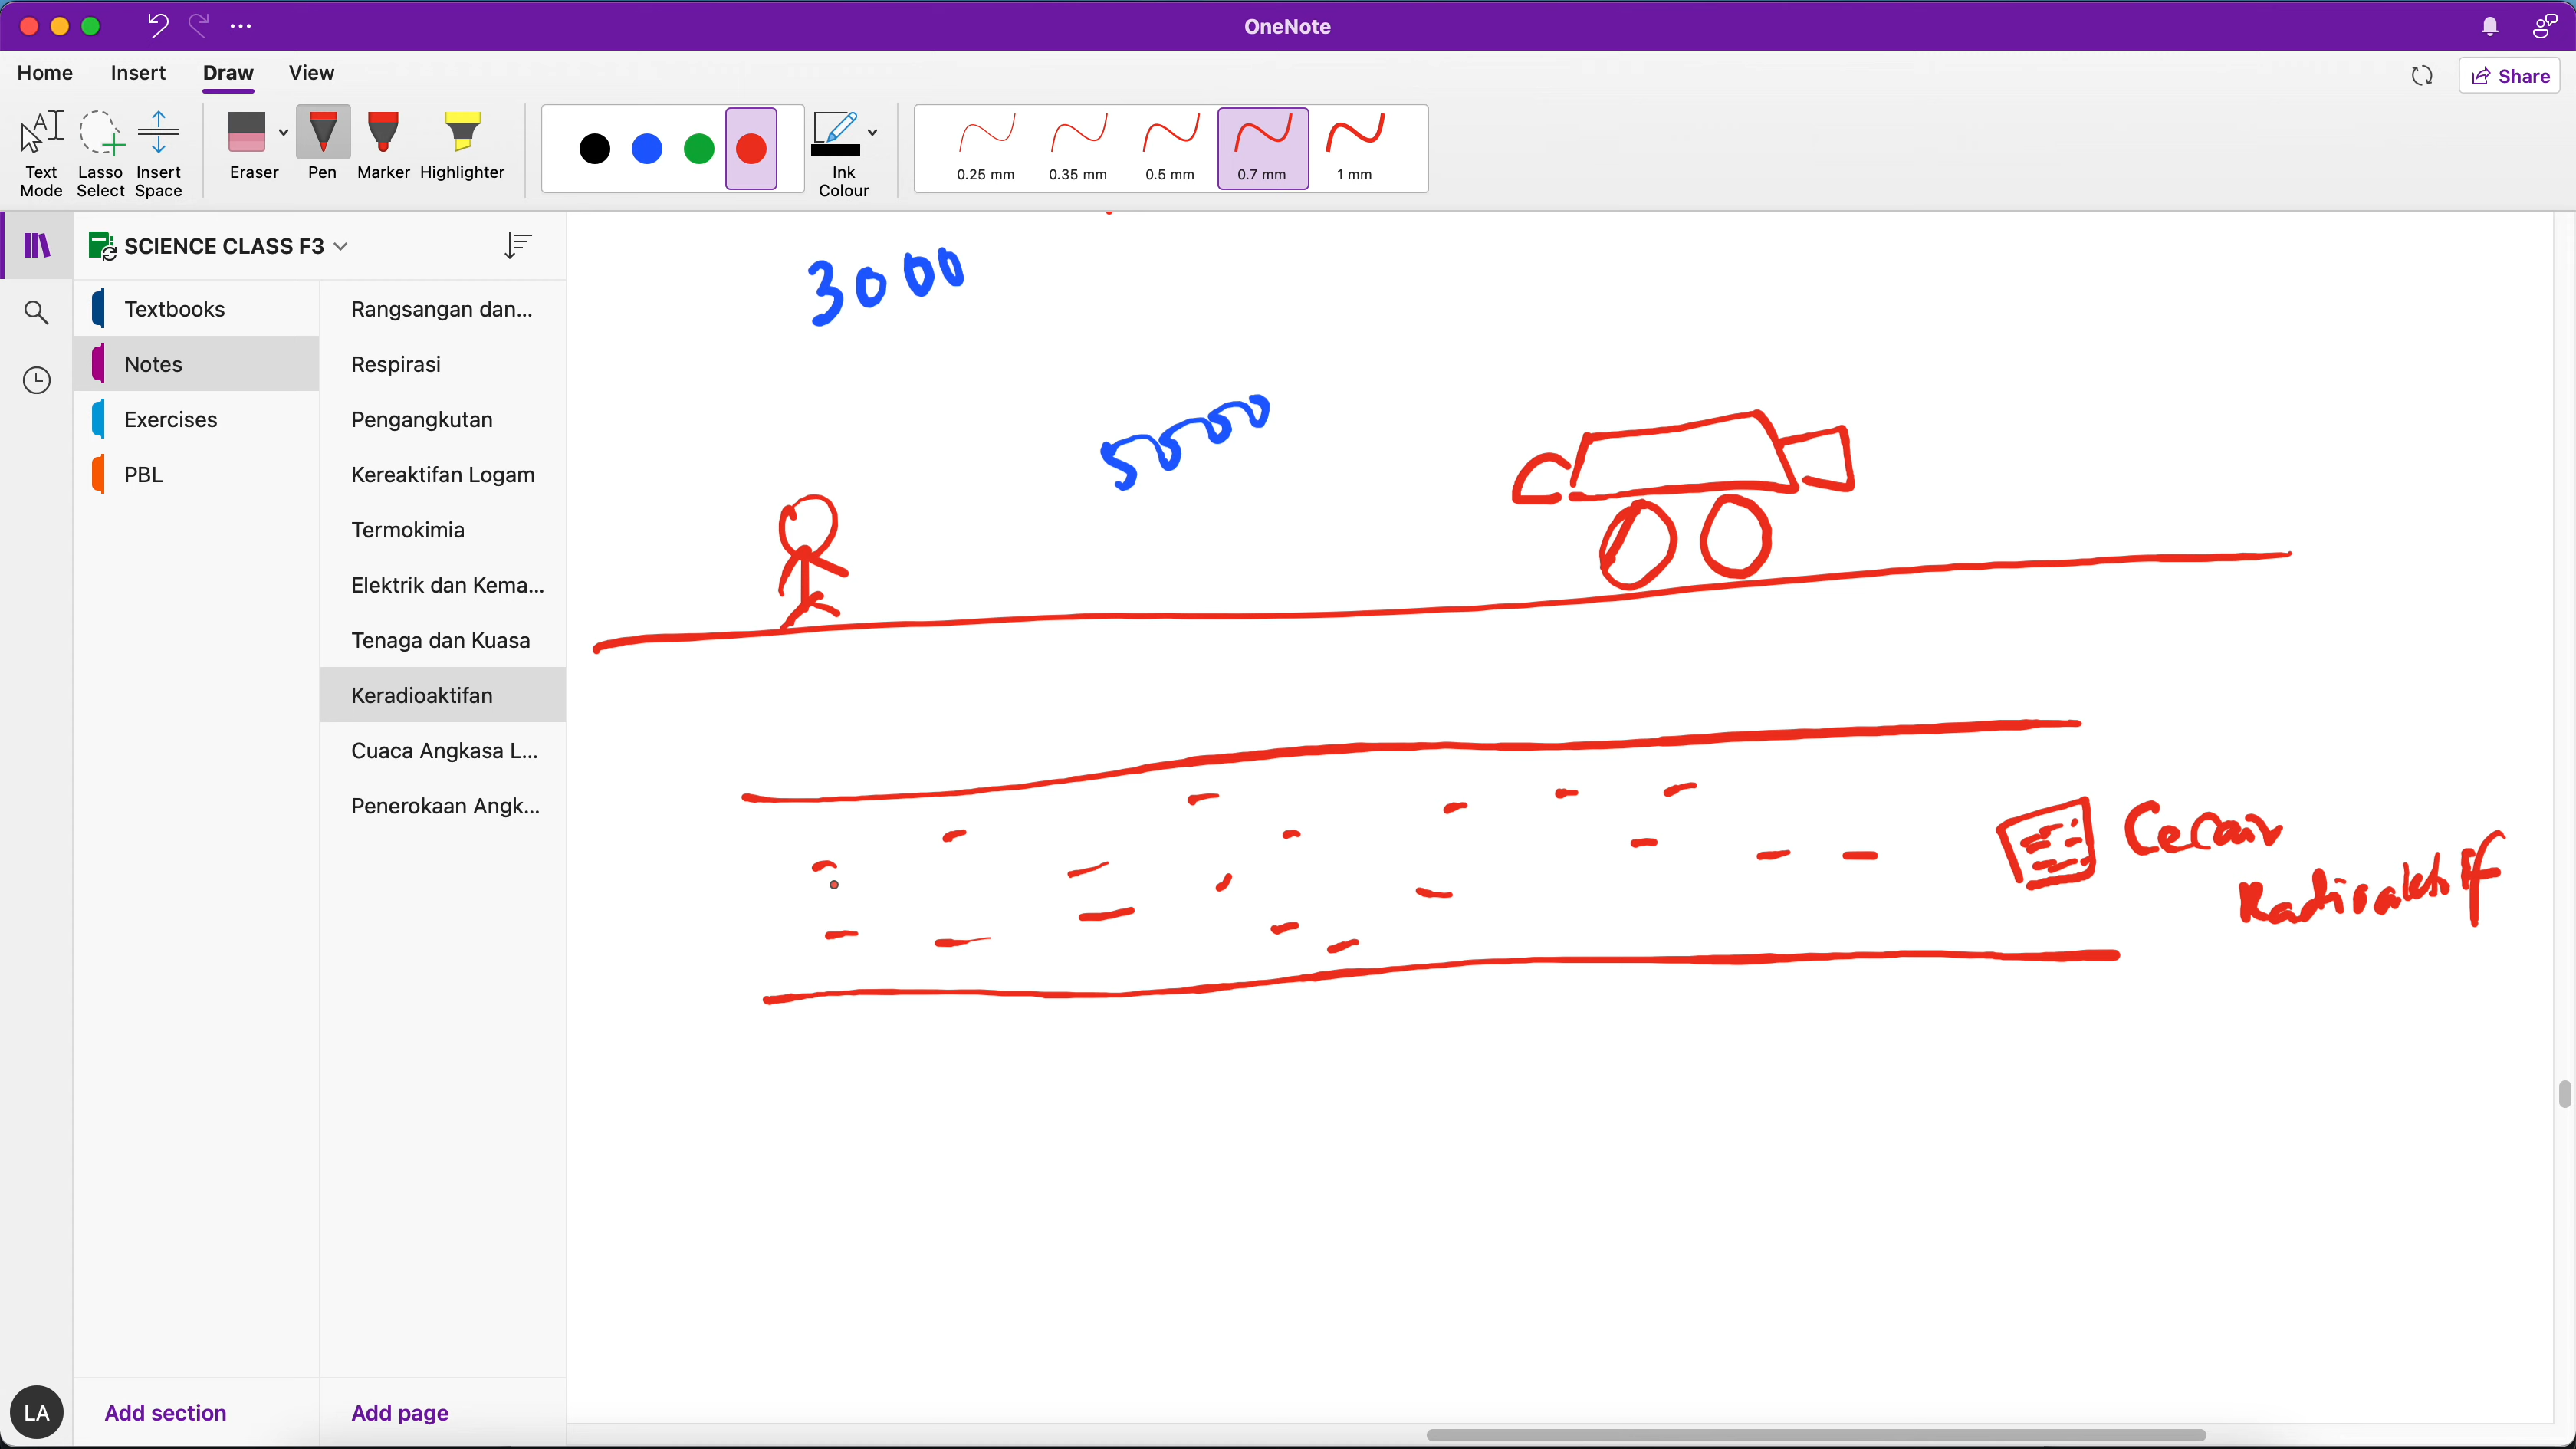 OneNote
Home Insert Draw View
Share
Text Mode
Lasso Select
Insert Space
Eraser
Pen
Marker
Highlighter
Ink Colour
0.25 mm
0.35 mm
0.5 mm
0.7 mm
1 mm
SCIENCE CLASS F3
Textbooks
Notes
Exercises
PBL
Rangsangan dan...
Respirasi
Pengangkutan
Kereaktifan Logam
Termokimia
Elektrik dan Kema...
Tenaga dan Kuasa
Keradioaktifan
Cuaca Angkasa L...
Penerokaan Angk...
3000
5000
Cecair
Radioaktif
LA
Add section
Add page